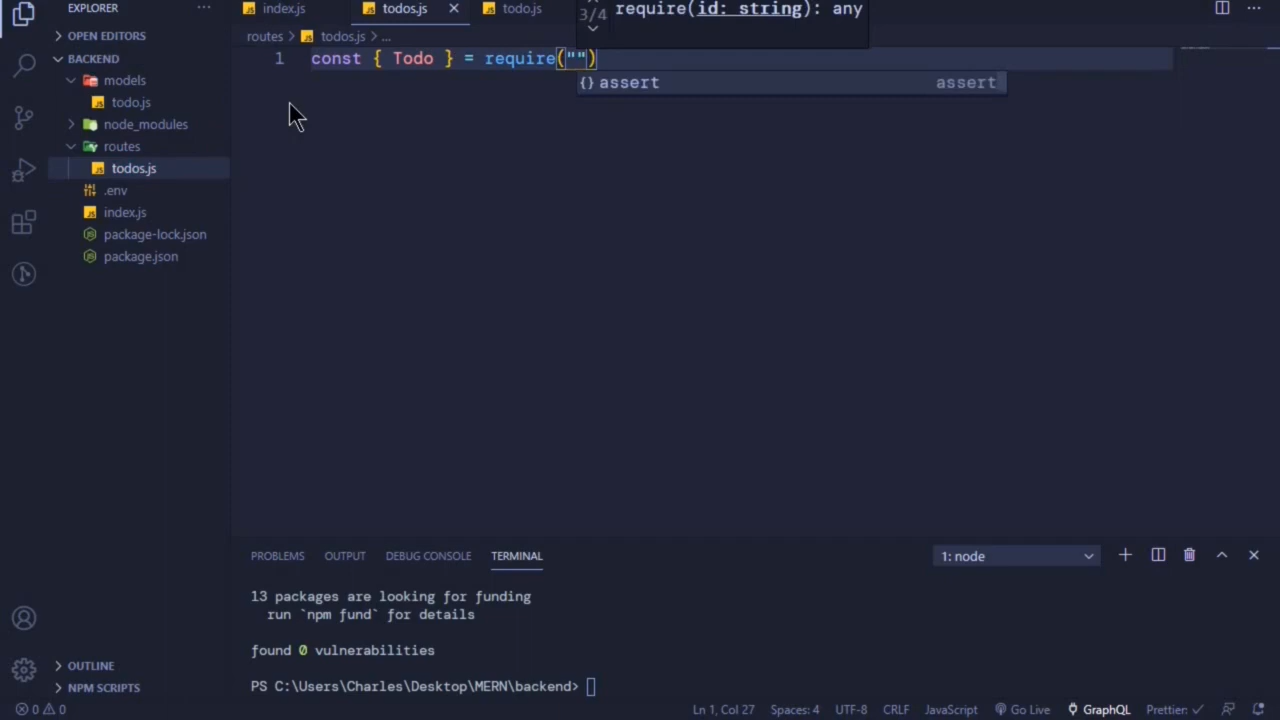 EXPLORER
index.js
todos.js
todo.js
3/4
require(id: string): any
OPEN EDITORS
routes > todos.js > ...
BACKEND
1 const { Todo } = require("")
models
{} assert assert
todo.js
node_modules
routes
todos.js
.env
index.js
package-lock.json
package.json
PROBLEMS OUTPUT DEBUG CONSOLE TERMINAL 1: node
13 packages are looking for funding
run `npm fund` for details
found 0 vulnerabilities
PS C:\Users\Charles\Desktop\MERN\backend>
OUTLINE
NPM SCRIPTS
0 0 Ln 1, Col 27 Spaces: 4 UTF-8 CRLF JavaScript Go Live GraphQL Prettier: ✓